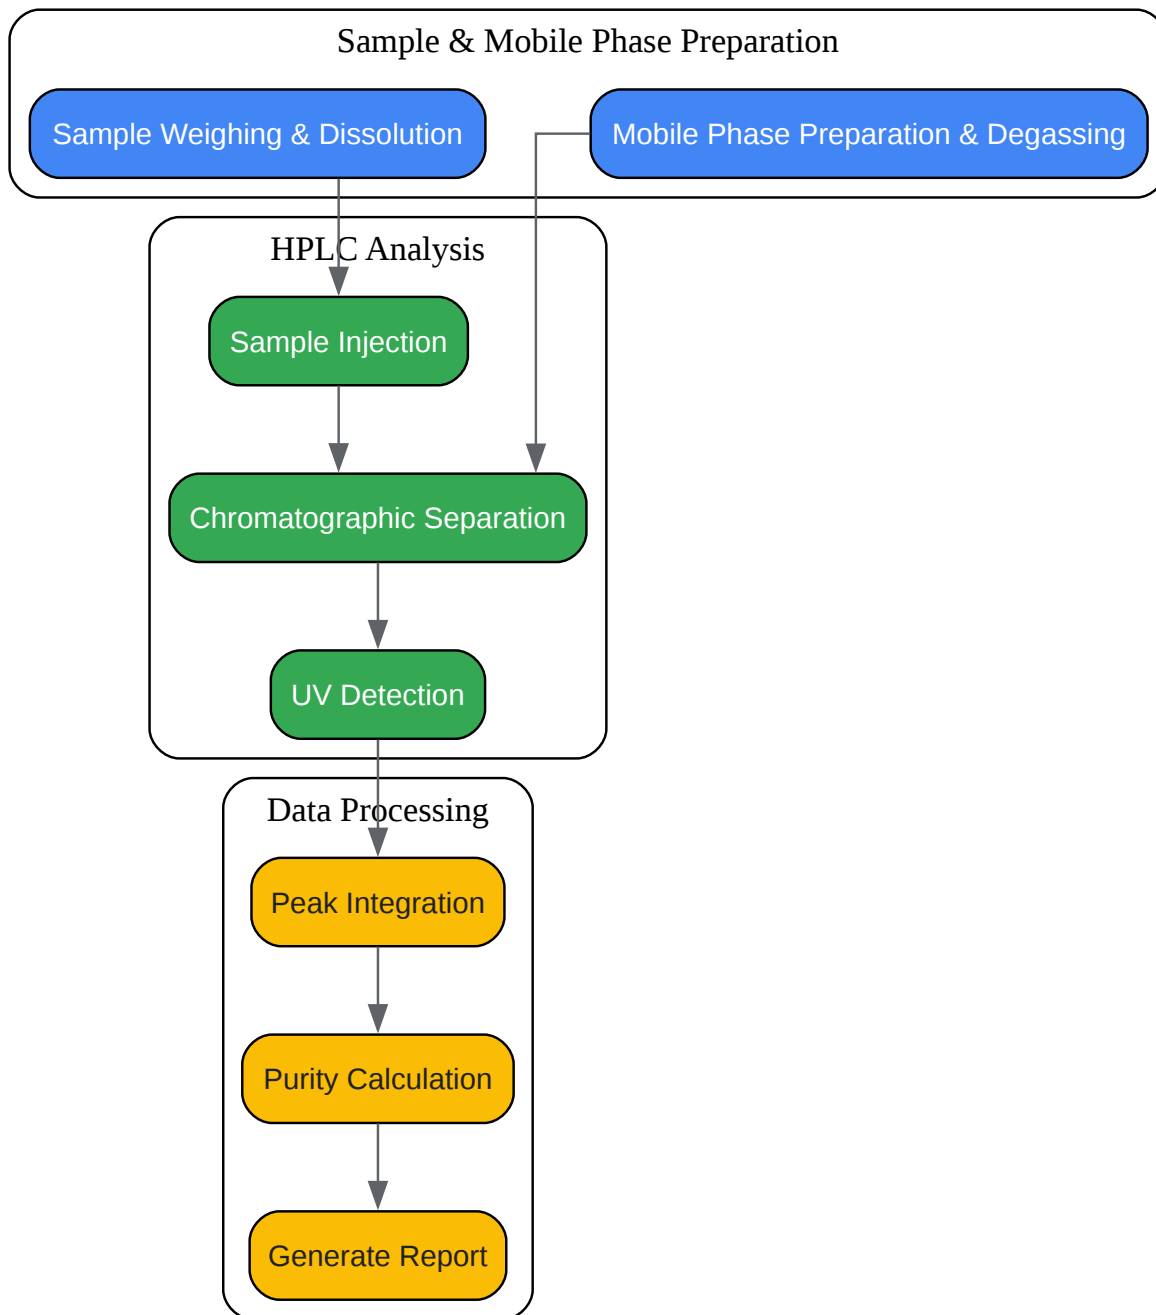 Sample & Mobile Phase Preparation
Sample Weighing & Dissolution
Mobile Phase Preparation & Degassing
HPLC Analysis
Sample Injection
Chromatographic Separation
UV Detection
Data Processing
Peak Integration
Purity Calculation
Generate Report